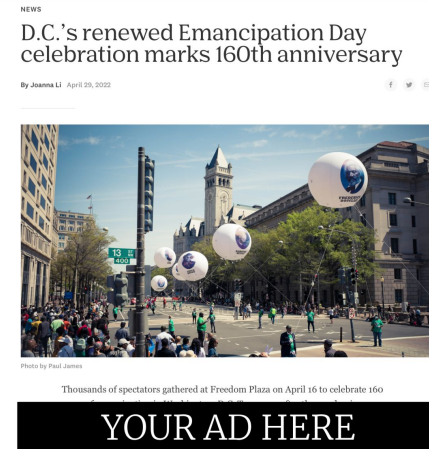 NEWS
D.C.’s renewed Emancipation Day
celebration marks 160th anniversary
By Joanna Li April 29, 2022
13
400
Photo by Paul James
Thousands of spectators gathered at Freedom Plaza on April 16 to celebrate 160
YOUR AD HERE